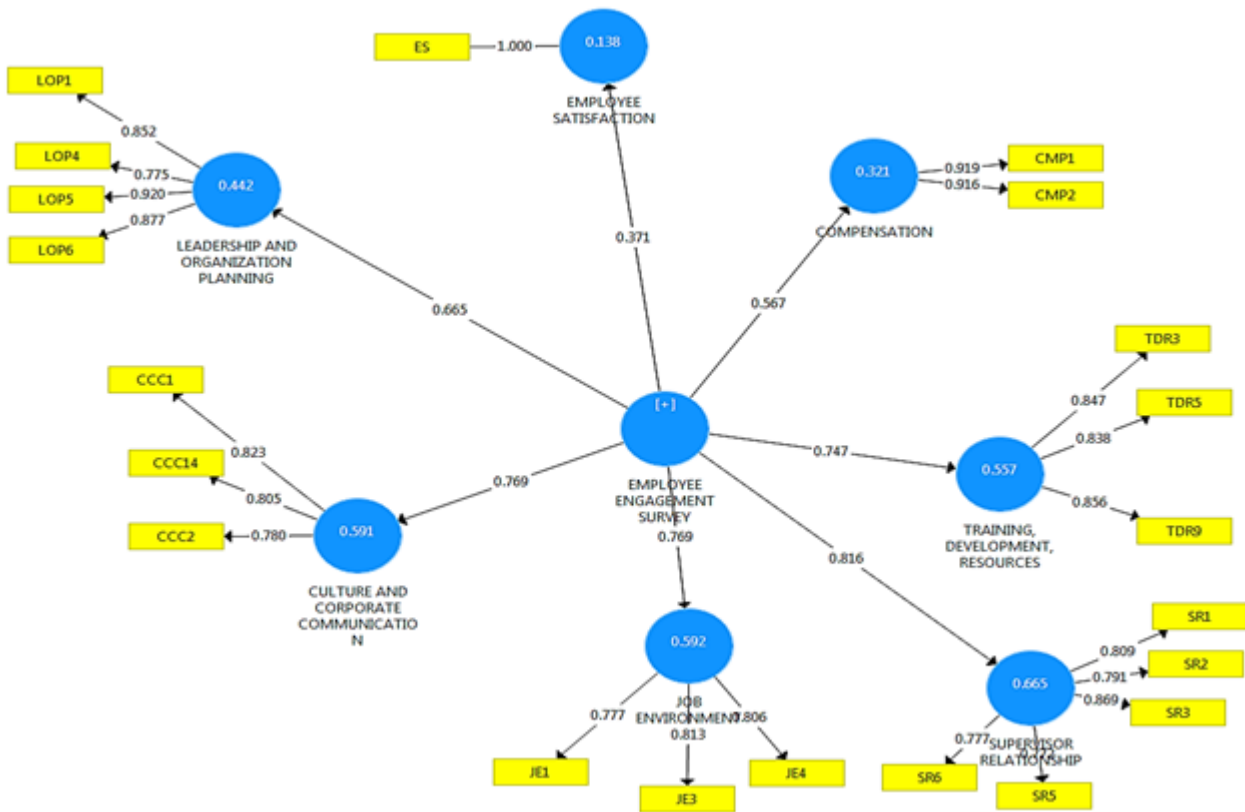 ES
1.000
0.138
EMPLOYEE
SATISFACTION
LOP1
0.852
LOP4
0.775
LOP5
0.920
LOP6
0.877
0.442
LEADERSHIP AND
ORGANIZATION
PLANNING
0.321
COMPENSATION
0.919
CMP1
0.916
CMP2
0.371
0.567
0.665
[+]
EMPLOYEE
ENGAGEMENT
SURVEY
CCC1
0.823
CCC14
0.805
CCC2
0.780
0.591
CULTURE AND
CORPORATE
COMMUNICATIO
N
0.769
0.769
0.747
0.816
TDR3
0.847
TDR5
0.838
TDR9
0.856
0.557
TRAINING,
DEVELOPMENT,
RESOURCES
0.592
JOB
ENVIRONMENT
0.777
0.813
0.806
JE1
JE3
JE4
0.665
SUPERVISOR
RELATIONSHIP
SR1
0.809
SR2
0.791
SR3
0.869
0.777
SR6
SR5